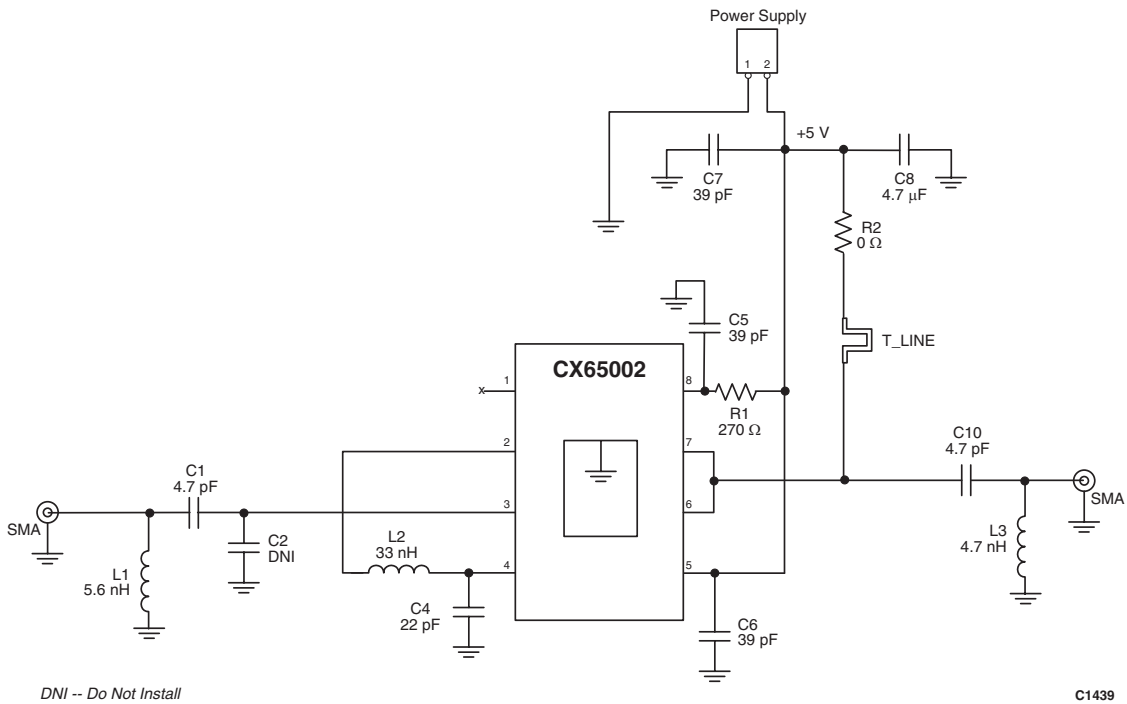 Power Supply
1 2
+5 V
C7
39 pF
C8
4.7 μF
R2
0 Ω
C5
39 pF
T_LINE
CX65002
x
1
8
R1
270 Ω
2
7
C10
4.7 pF
C1
4.7 pF
SMA
3
6
SMA
C2
DNI
L2
33 nH
L3
4.7 nH
L1
5.6 nH
4
5
C4
22 pF
C6
39 pF
DNI -- Do Not Install
C1439